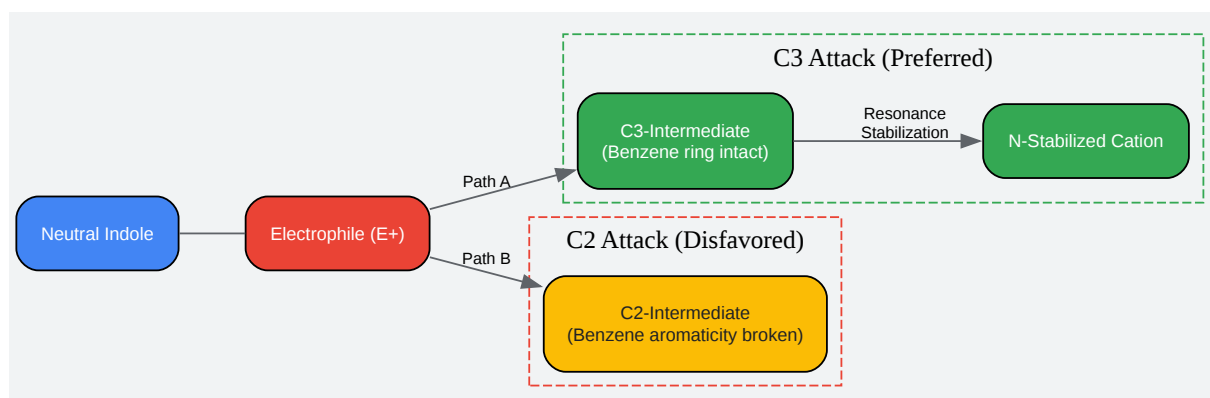 C3 Attack (Preferred)
C3-Intermediate
(Benzene ring intact)
Resonance
Stabilization
N-Stabilized Cation
Path A
Neutral Indole
Electrophile (E+)
Path B
C2 Attack (Disfavored)
C2-Intermediate
(Benzene aromaticity broken)